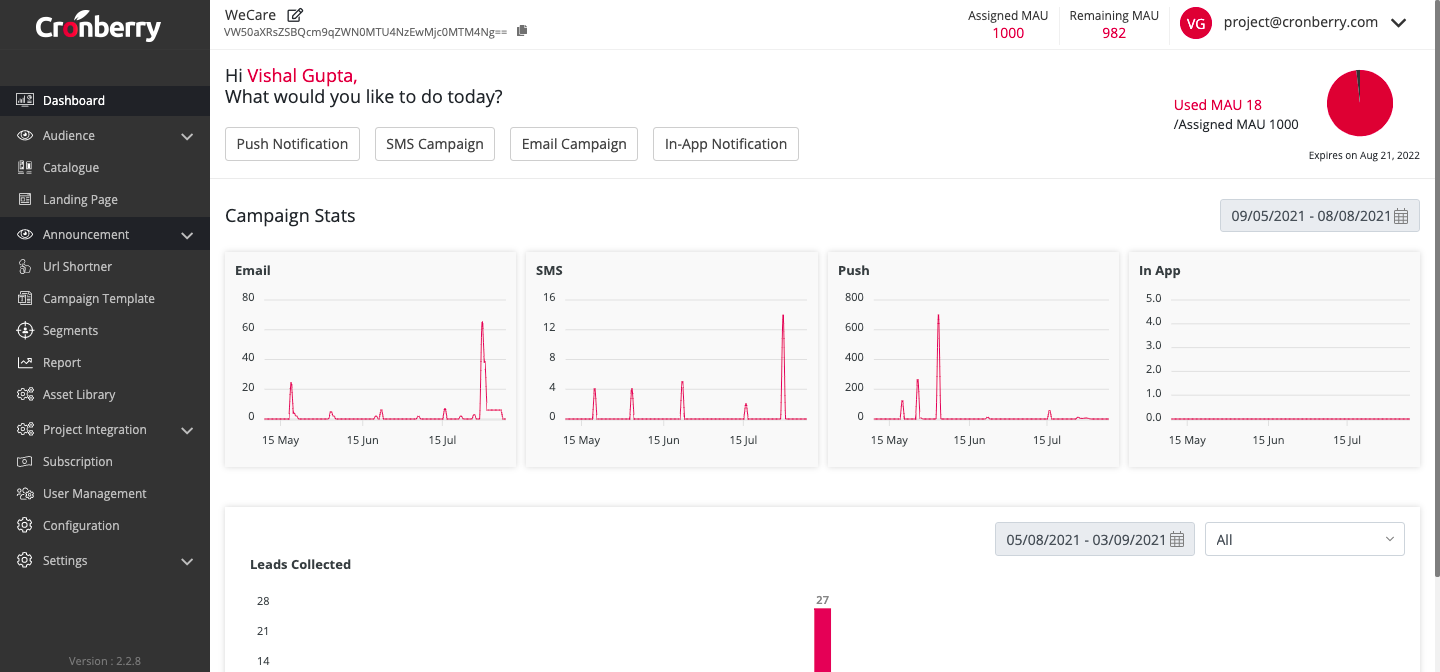 Cronberry
WeCare
VW50aXRsZSBQcm9qZWN0MTU4NzEwMjc0MTM4Ng==
Assigned MAU
1000
Remaining MAU
982
VG
project@cronberry.com
Dashboard
Audience
Catalogue
Landing Page
Announcement
Url Shortner
Campaign Template
Segments
Report
Asset Library
Project Integration
Subscription
User Management
Configuration
Settings
Version : 2.2.8
Hi Vishal Gupta,
What would you like to do today?
Push Notification
SMS Campaign
Email Campaign
In-App Notification
Used MAU 18
/Assigned MAU 1000
Expires on Aug 21, 2022
Campaign Stats
09/05/2021 - 08/08/2021
Email
80
60
40
20
0
15 May 15 Jun 15 Jul
SMS
16
12
8
4
0
15 May 15 Jun 15 Jul
Push
800
600
400
200
0
15 May 15 Jun 15 Jul
In App
5.0
4.0
3.0
2.0
1.0
0.0
15 May 15 Jun 15 Jul
05/08/2021 - 03/09/2021
All
Leads Collected
28
21
14
27